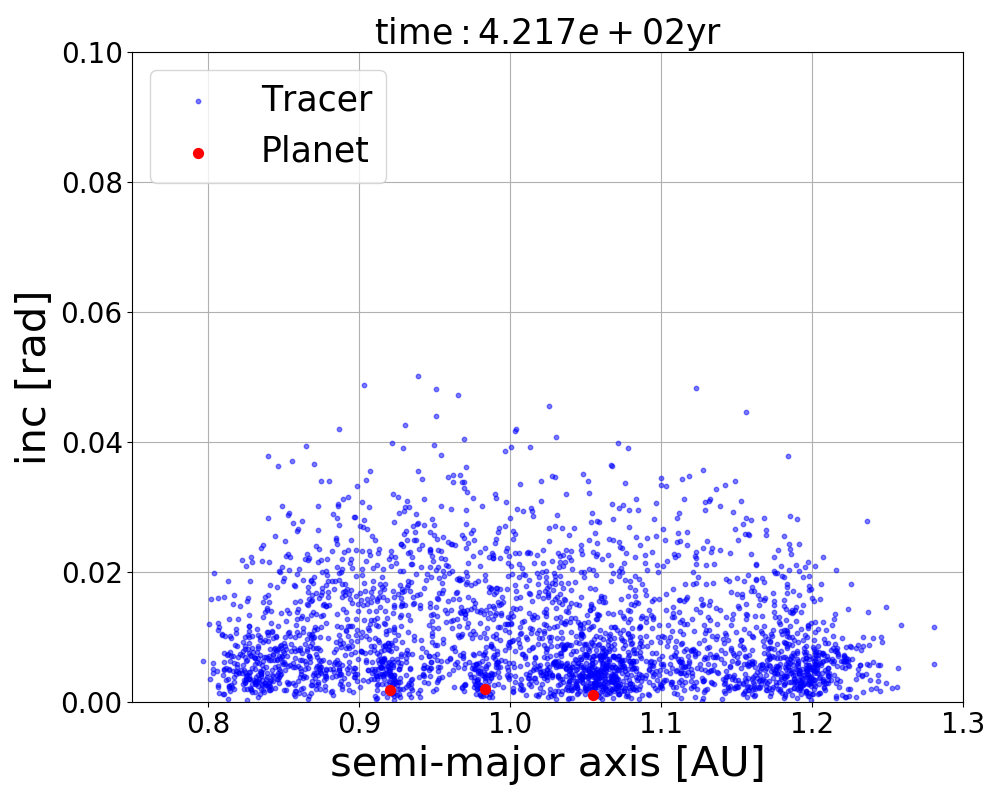 time : 4.217e + 02yr
0.10
0.08
0.06
0.04
0.02
0.00
inc [rad]
Tracer
Planet
0.8 0.9 1.0 1.1 1.2 1.3
semi-major axis [AU]